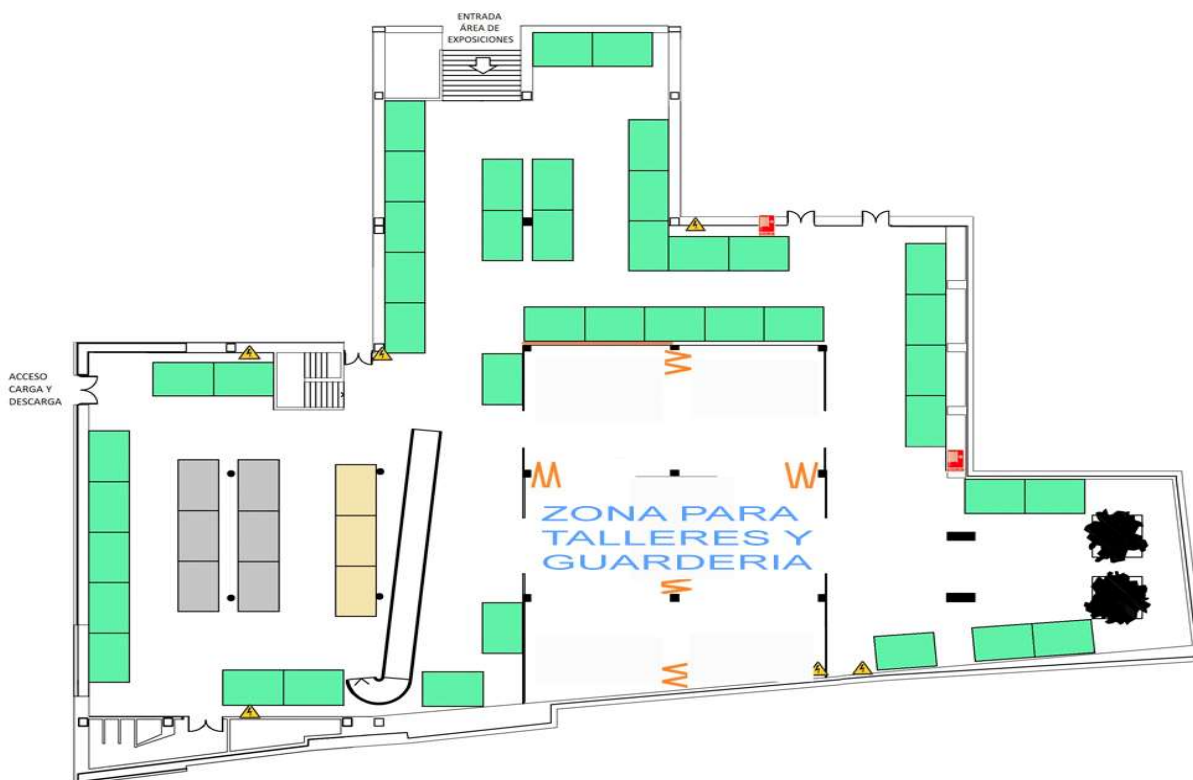 ENTRADA
ÁREA DE
EXPOSICIONES
ACCESO
CARGA Y
DESCARGA
ZONA PARA
TALLERES Y
GUARDERIA